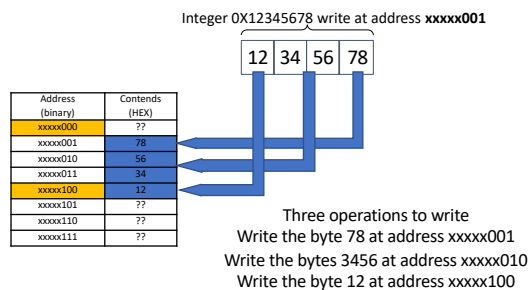 Integer 0X12345678 write at address xxxxx001
12 34 56 78
Address (binary) Contends (HEX)
xxxxx000 ??
xxxxx001 78
xxxxx010 56
xxxxx011 34
xxxxx100 12
xxxxx101 ??
xxxxx110 ??
xxxxx111 ??
Three operations to write
Write the byte 78 at address xxxxx001
Write the bytes 3456 at address xxxxx010
Write the byte 12 at address xxxxx100